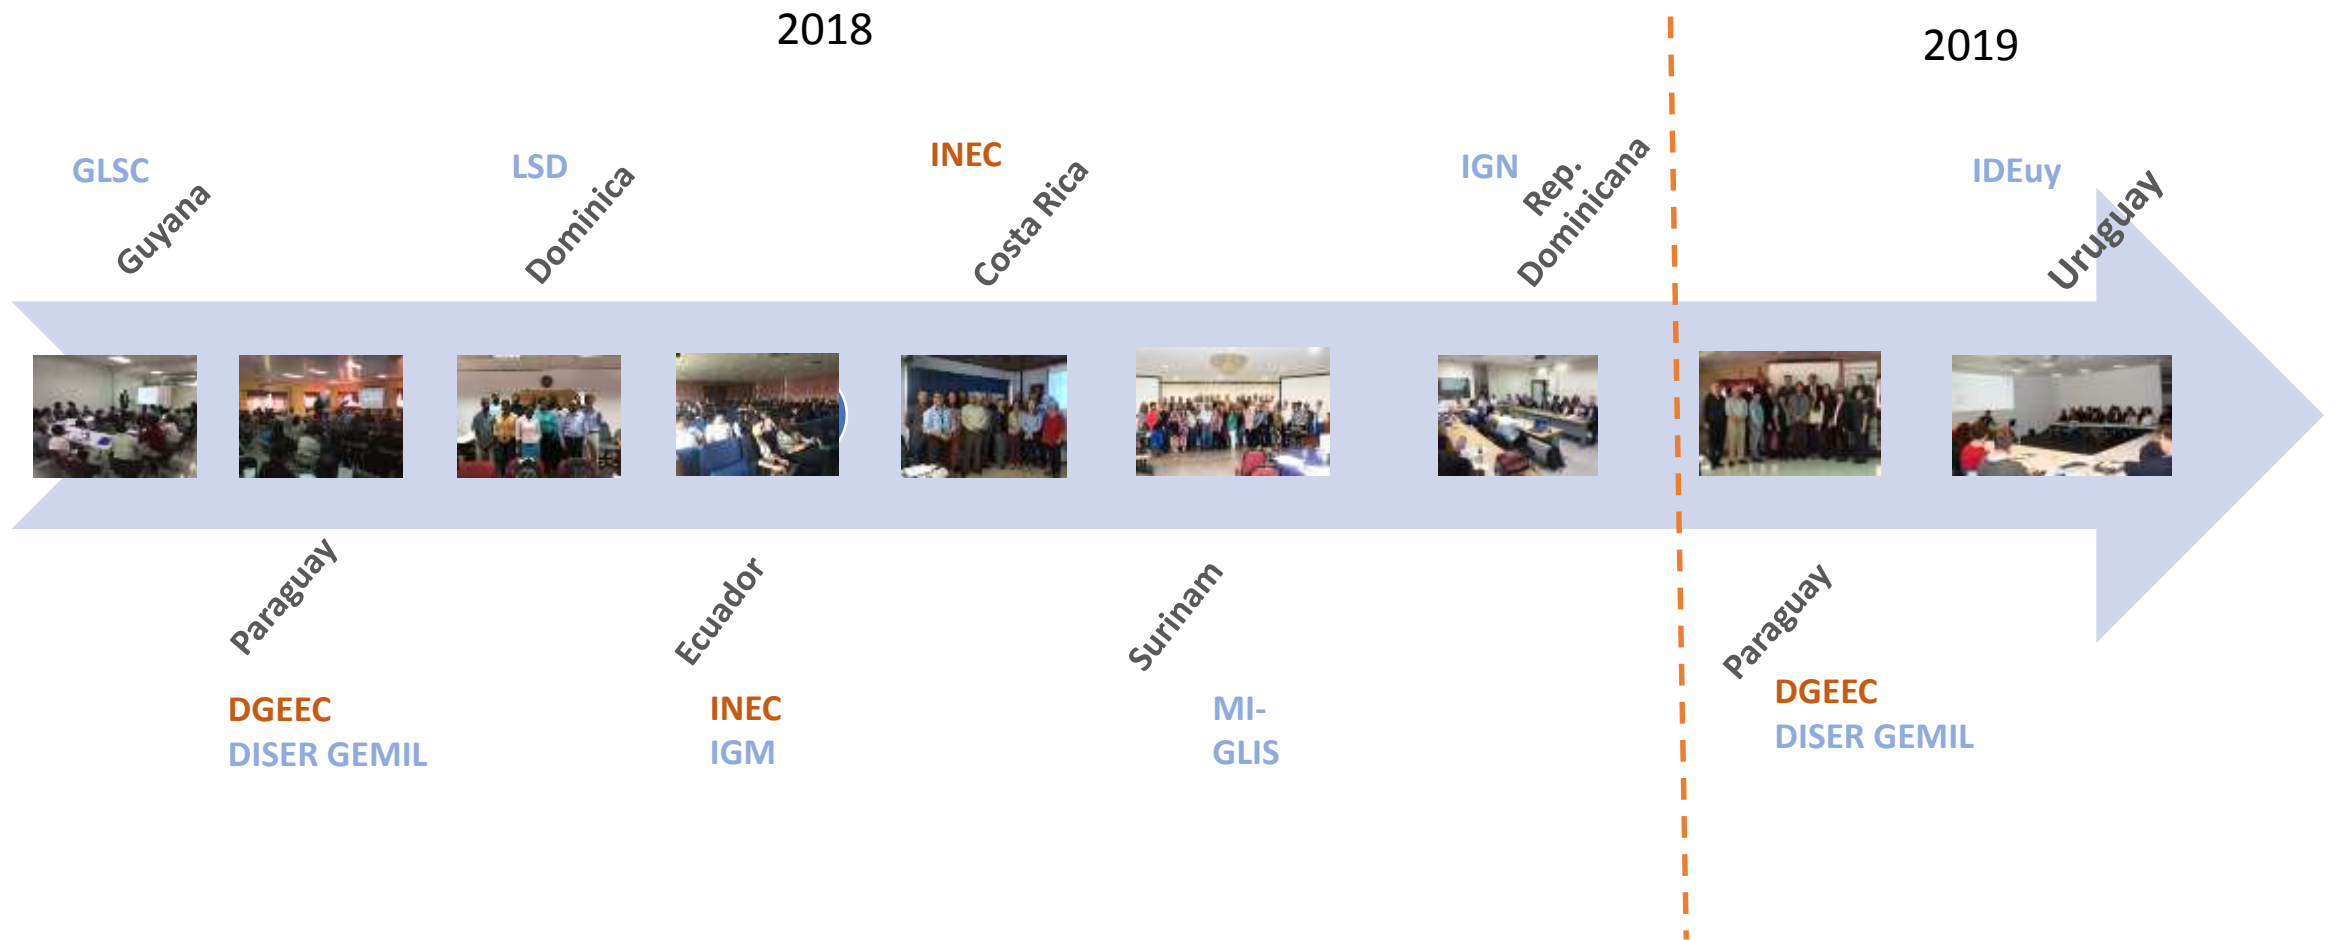 2018
2019
GLSC
Guyana
LSD
Dominica
INEC
Costa Rica
IGN
Rep.
Dominicana
IDEuy
Uruguay
Paraguay
DGEEC
DISER GEMIL
Ecuador
INEC
IGM
Surinam
MI-
GLIS
Paraguay
DGEEC
DISER GEMIL